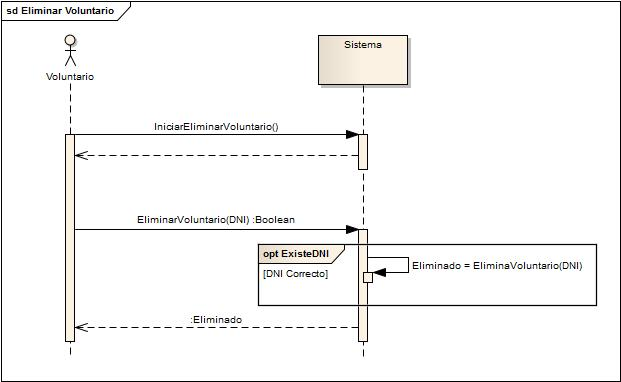 sd Eliminar Voluntario
Voluntario
Sistema
IniciarEliminarVoluntario()
EliminarVoluntario(DNI) :Boolean
opt ExisteDNI
[DNI Correcto]
Eliminado = EliminaVoluntario(DNI)
:Eliminado